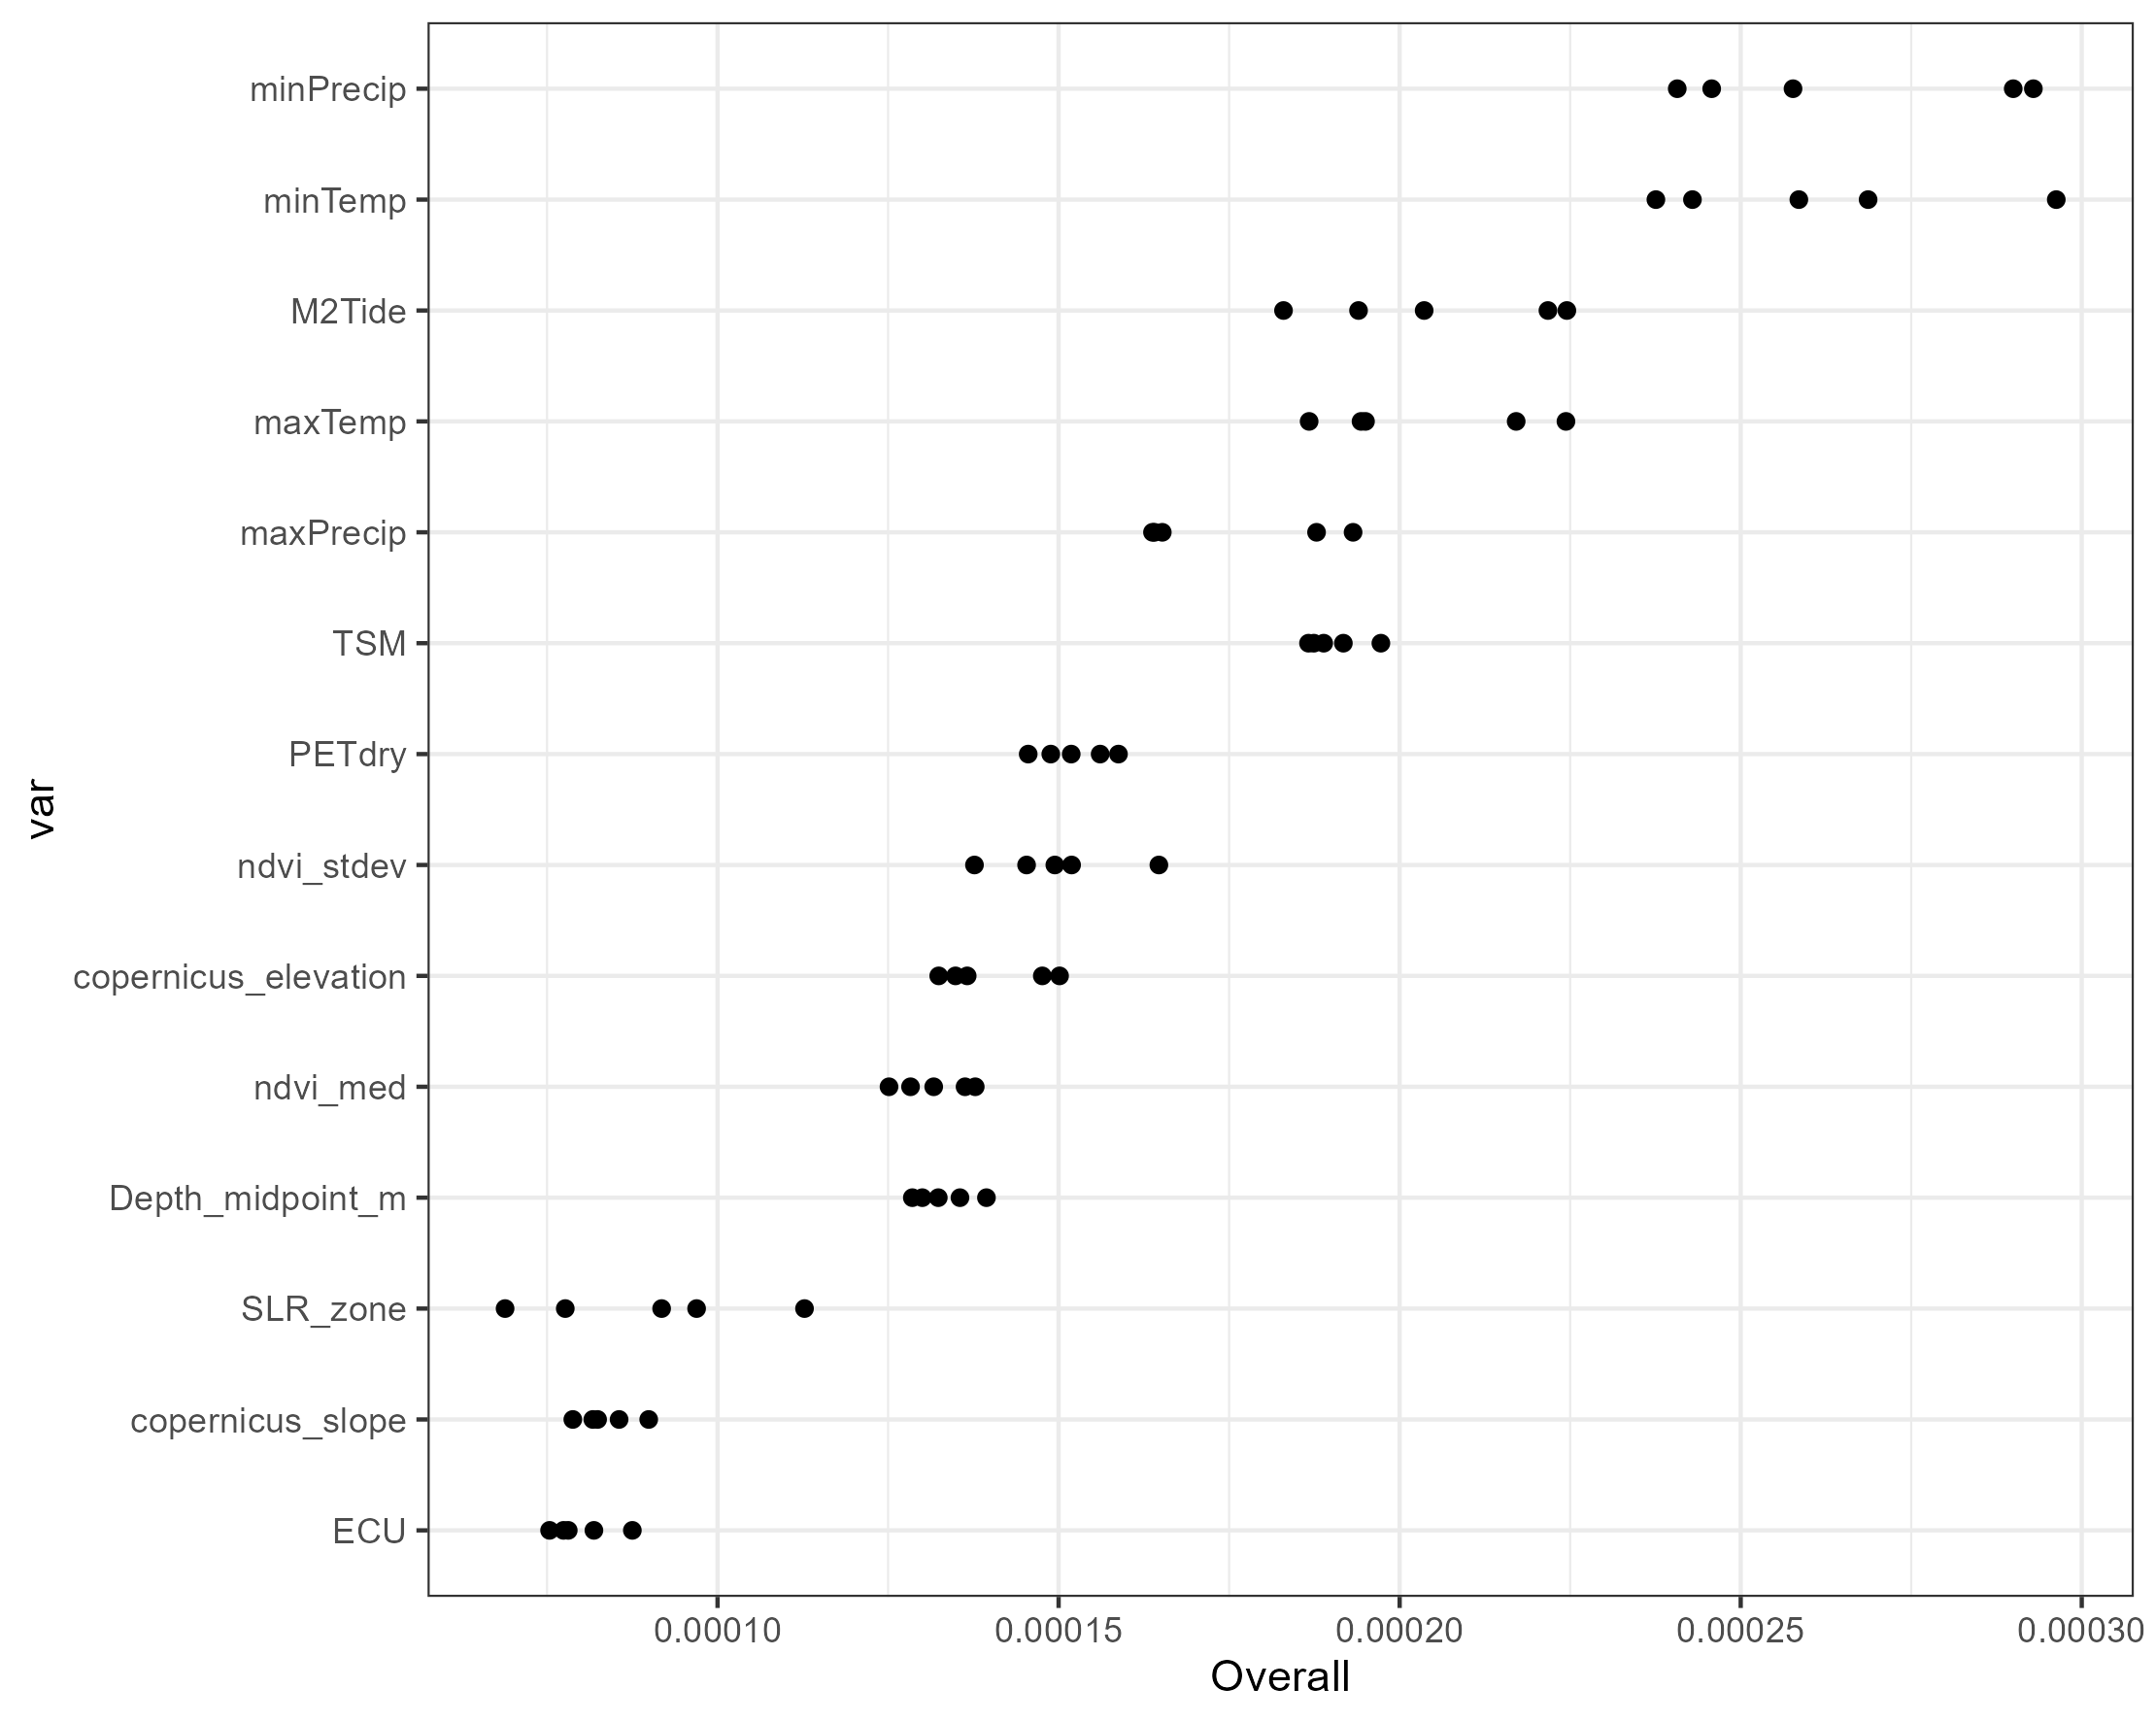 minPrecip
minTemp
M2Tide
maxTemp
maxPrecip
TSM
PETdry
ndvi_stdev
copernicus_elevation
ndvi_med
Depth_midpoint_m
SLR_zone
copernicus_slope
ECU
var
0.00010 0.00015 0.00020 0.00025 0.00030
Overall